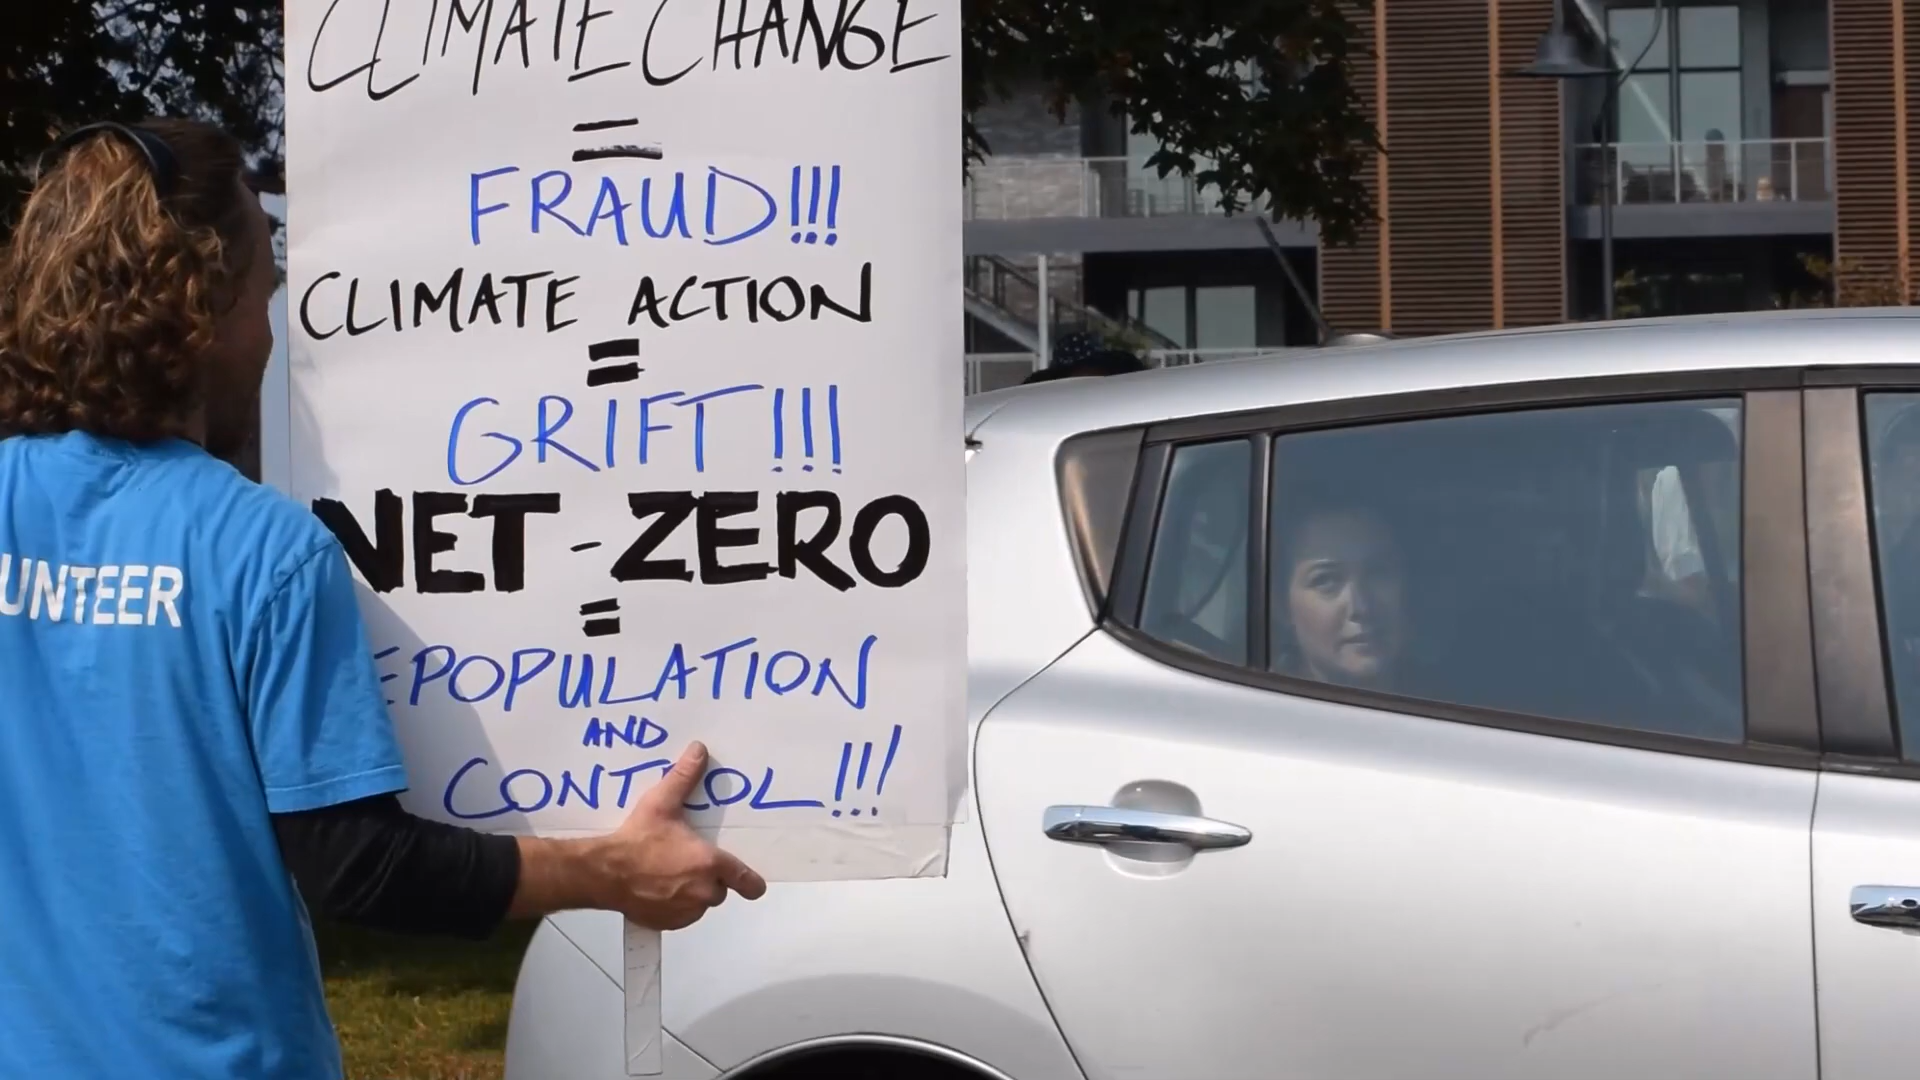 CLIMATE CHANGE
=
FRAUD!!!
CLIMATE ACTION
=
GRIFT!!!
NET-ZERO
=
EPOPULATION
AND
CONTROL!!!
UNTEER